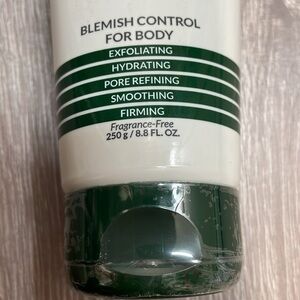 BLEMISH CONTROL
FOR BODY
EXFOLIATING
HYDRATING
PORE REFINING
SMOOTHING
FIRMING
Fragrance-Free
250 g / 8.8 FL. OZ.